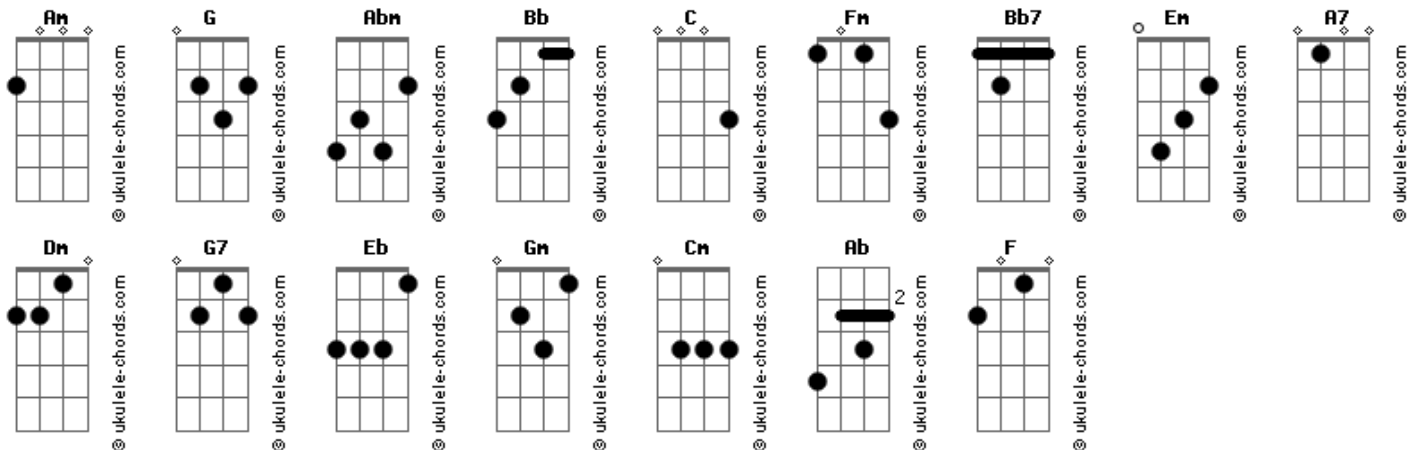 Am G Abm Bb C Fm Bb7 Em A7
© ukulele-chords.com © ukulele-chords.com © ukulele-chords.com © ukulele-chords.com © ukulele-chords.com © ukulele-chords.com © ukulele-chords.com © ukulele-chords.com © ukulele-chords.com
Dm G7 Eb Gm Cm Ab F
2
© ukulele-chords.com © ukulele-chords.com © ukulele-chords.com © ukulele-chords.com © ukulele-chords.com © ukulele-chords.com © ukulele-chords.com